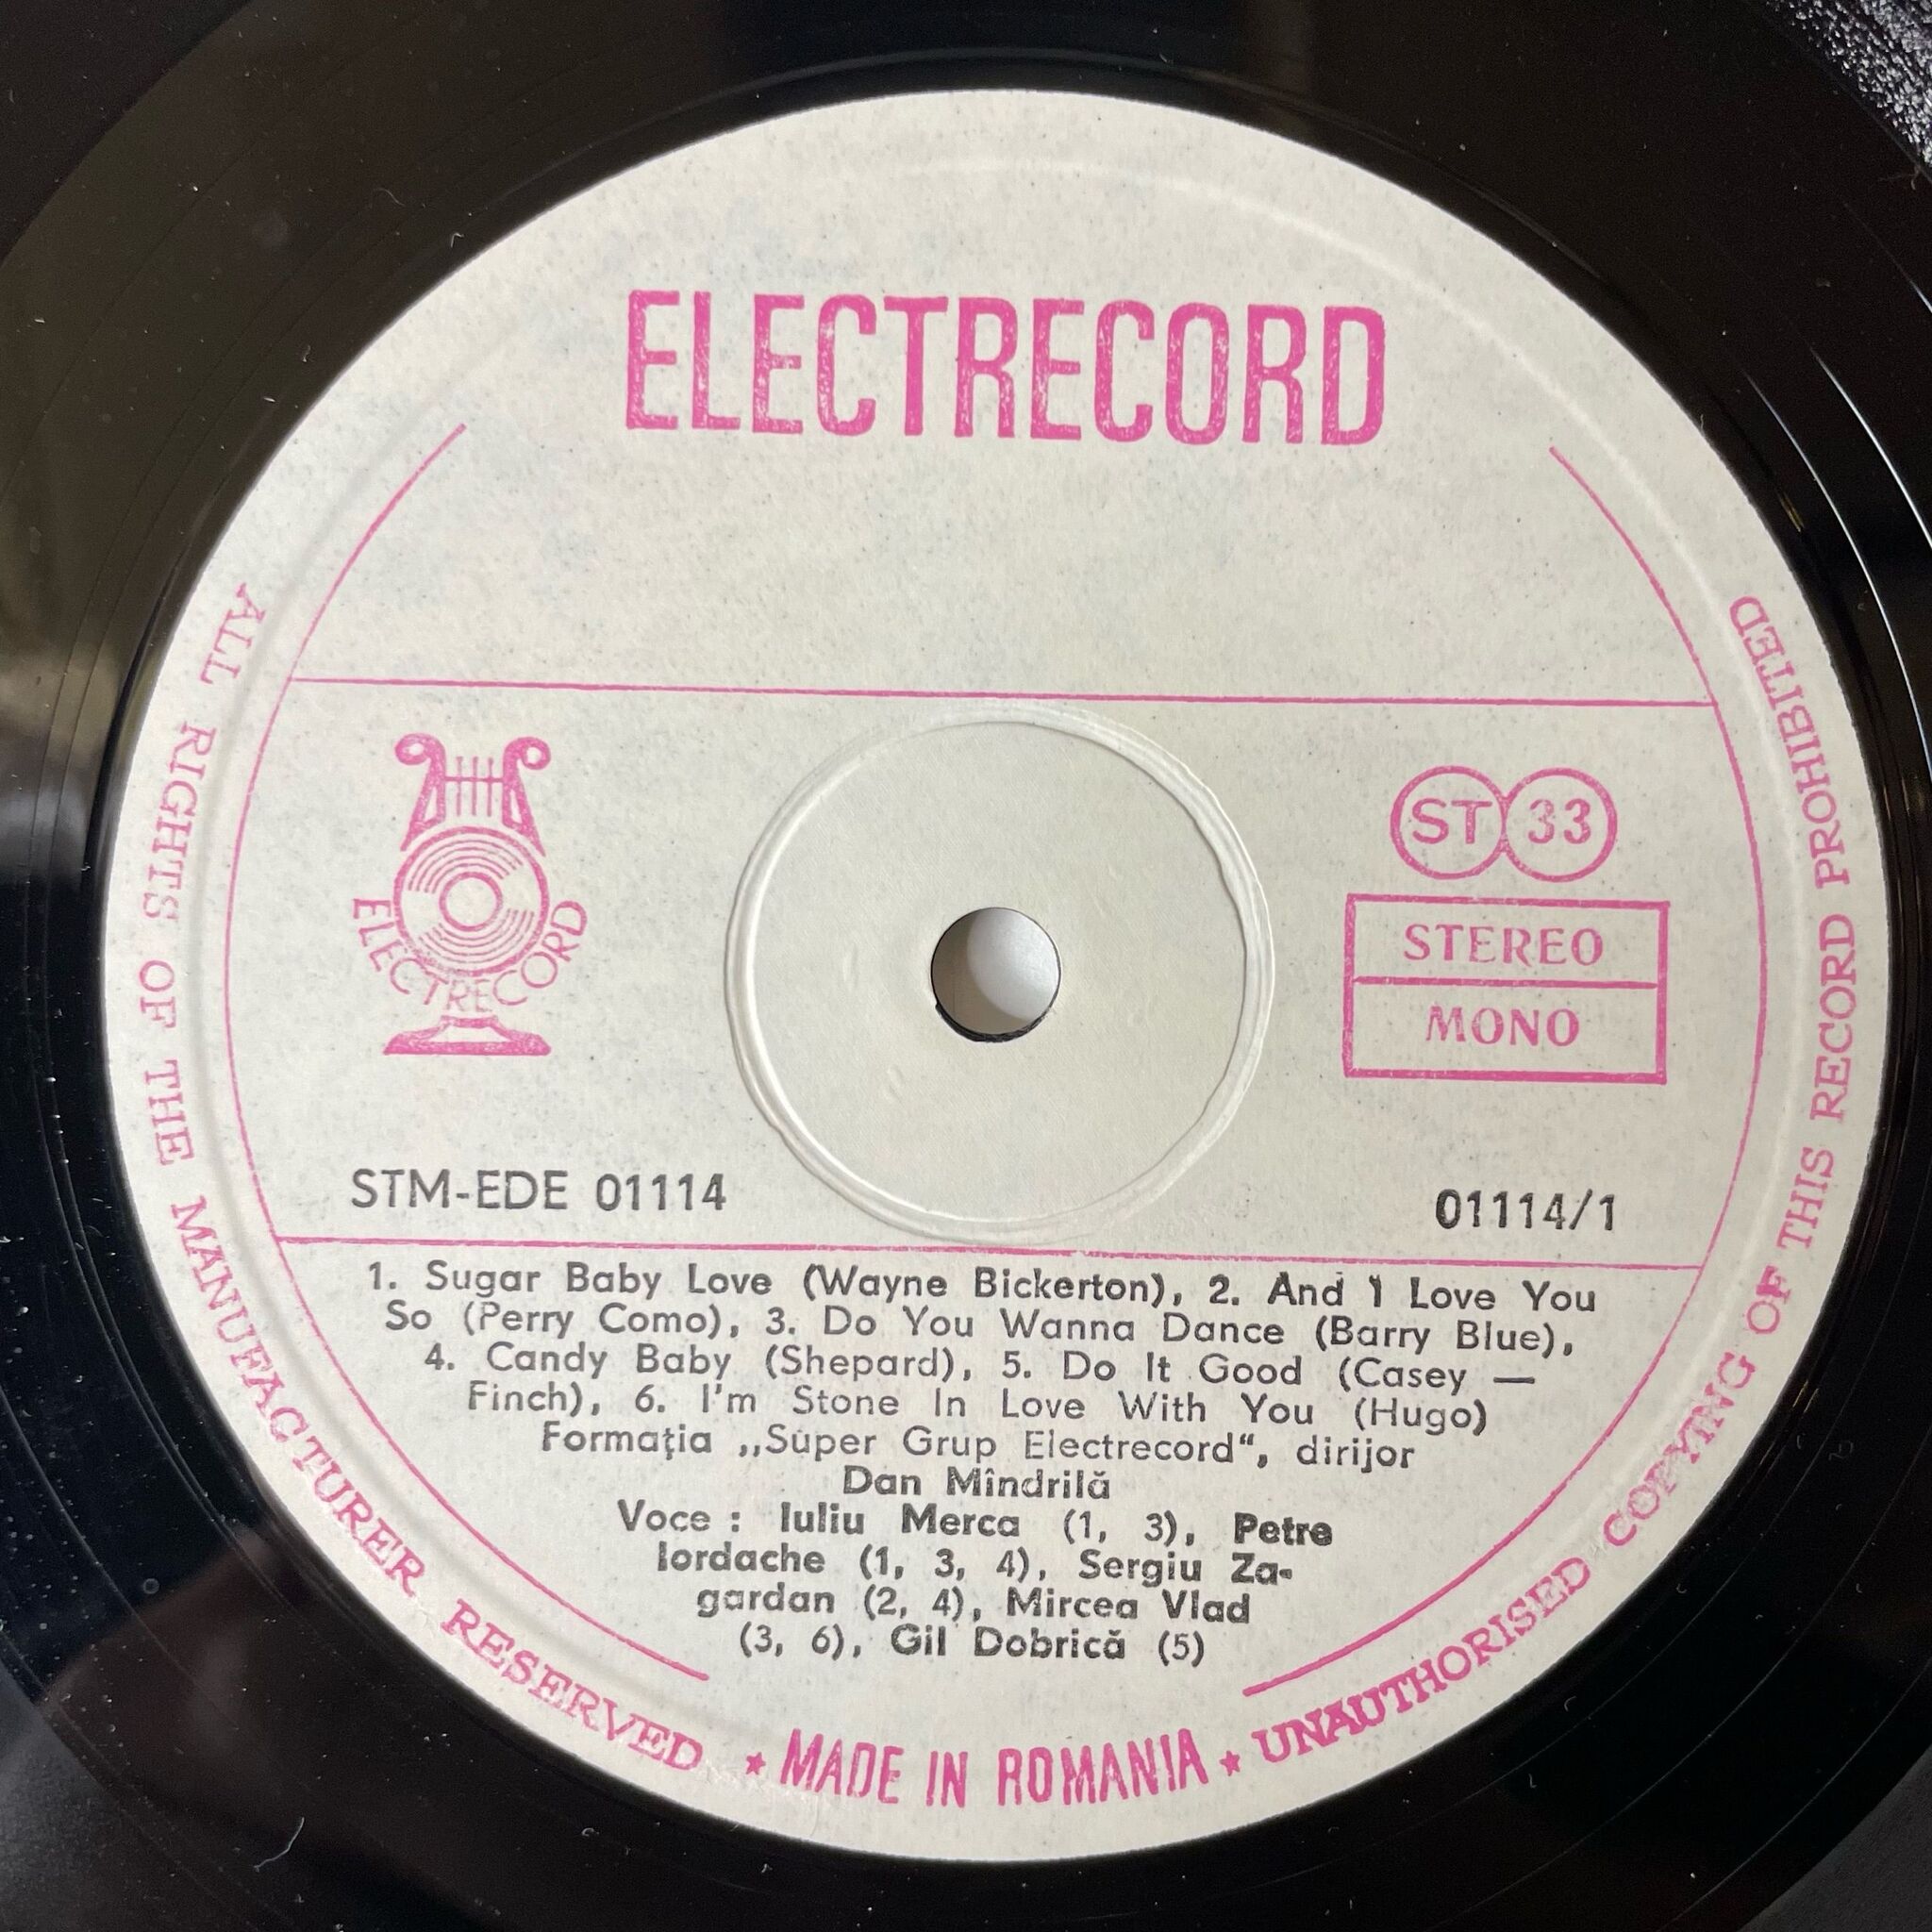 ELECTRECORD
ELECTRECORD
ST 33
STEREO
MONO
STM-EDE 01114
01114/1
1. Sugar Baby Love (Wayne Bickerton), 2. And I Love You
So (Perry Como), 3. Do You Wanna Dance (Barry Blue),
4. Candy Baby (Shepard), 5. Do It Good (Casey —
Finch), 6. I'm Stone In Love With You (Hugo)
Formaţia ,,Super Grup Electrecord“, dirijor
Dan Mîndrilă
Voce : Iuliu Merca (1, 3), Petre
Iordache (1, 3, 4), Sergiu Za-
gardan (2, 4), Mircea Vlad
(3, 6), Gil Dobrică (5)
ALL RIGHTS OF THE MANUFACTURER RESERVED ★ MADE IN ROMANIA ★ UNAUTHORISED COPYING OF THIS RECORD PROHIBITED